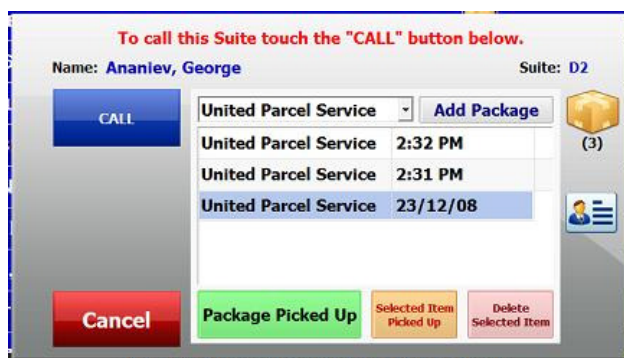 To call this Suite touch the "CALL" button below.
Name: Ananiev, George Suite: D2
CALL
United Parcel Service Add Package
(3)
United Parcel Service 2:32 PM
United Parcel Service 2:31 PM
United Parcel Service 23/12/08
Cancel
Package Picked Up
Selected Item
Picked Up
Delete
Selected Item